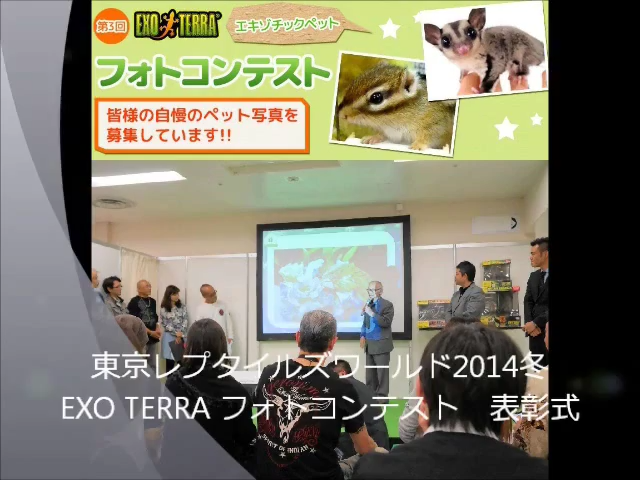 第3回
EXO TERRA
エキゾチックペット
フォトコンテスト
皆様の自慢のペット写真を
募集しています!!
東京レプタイルズワールド2014冬
EXO TERRA フォトコンテスト　表彰式
SPIRIT OF INDIAN